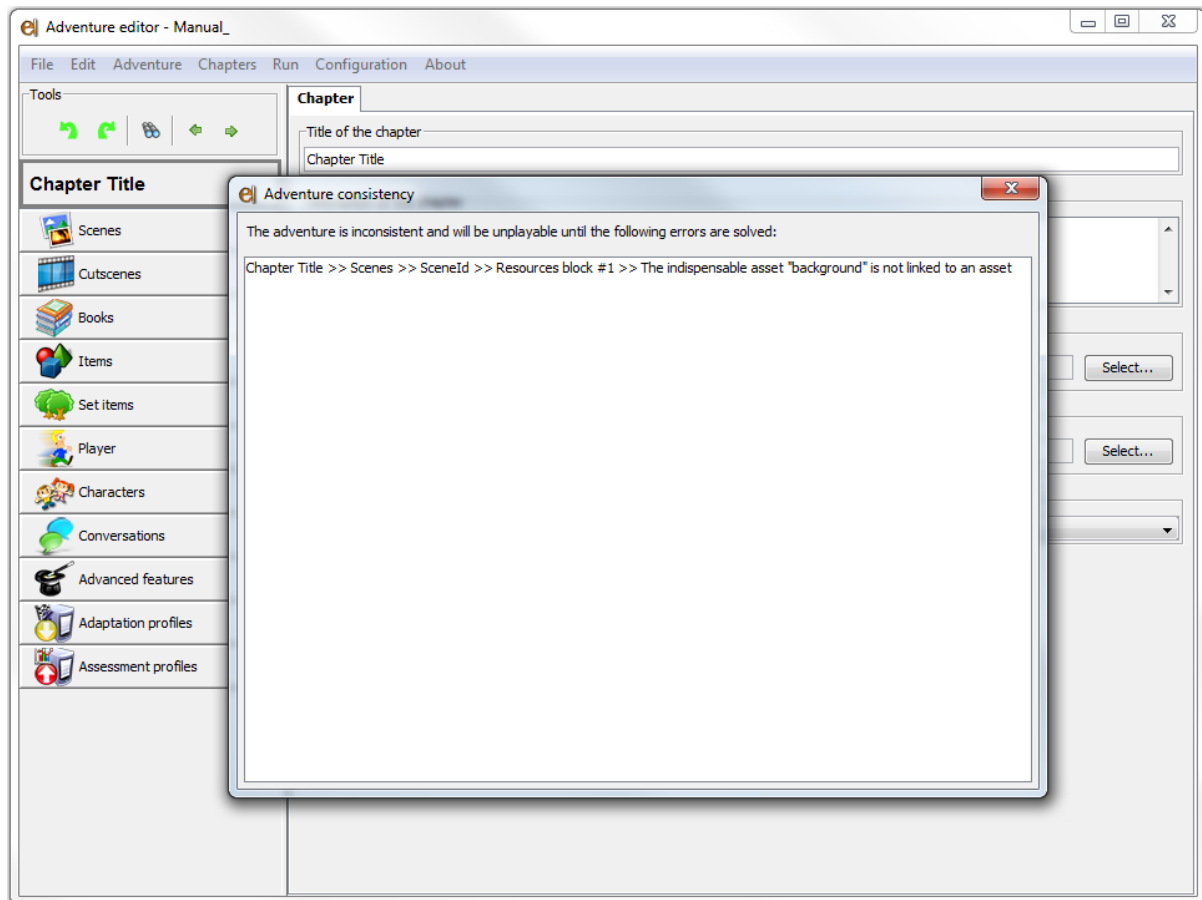 Adventure editor - Manual_
File Edit Adventure Chapters Run Configuration About
Tools
Chapter
Title of the chapter
Chapter Title
Chapter Title
Adventure consistency
The adventure is inconsistent and will be unplayable until the following errors are solved:
Chapter Title >> Scenes >> SceneId >> Resources block #1 >> The indispensable asset "background" is not linked to an asset
Scenes
Cutscenes
Books
Items
Set items
Player
Characters
Conversations
Advanced features
Adaptation profiles
Assessment profiles
Select...
Select...